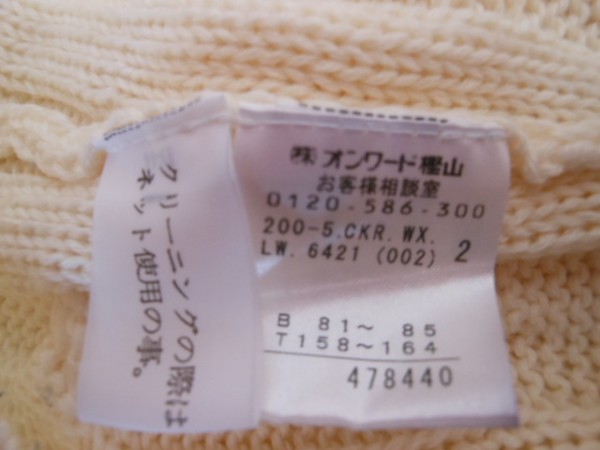 クリーニングの際は
ネット使用の事。
㈱オンワード樫山
お客様相談室
0120-586-300
200-5.CKR.WX.
LW. 6421 (002) 2
B 81〜 85
T158〜164
478440